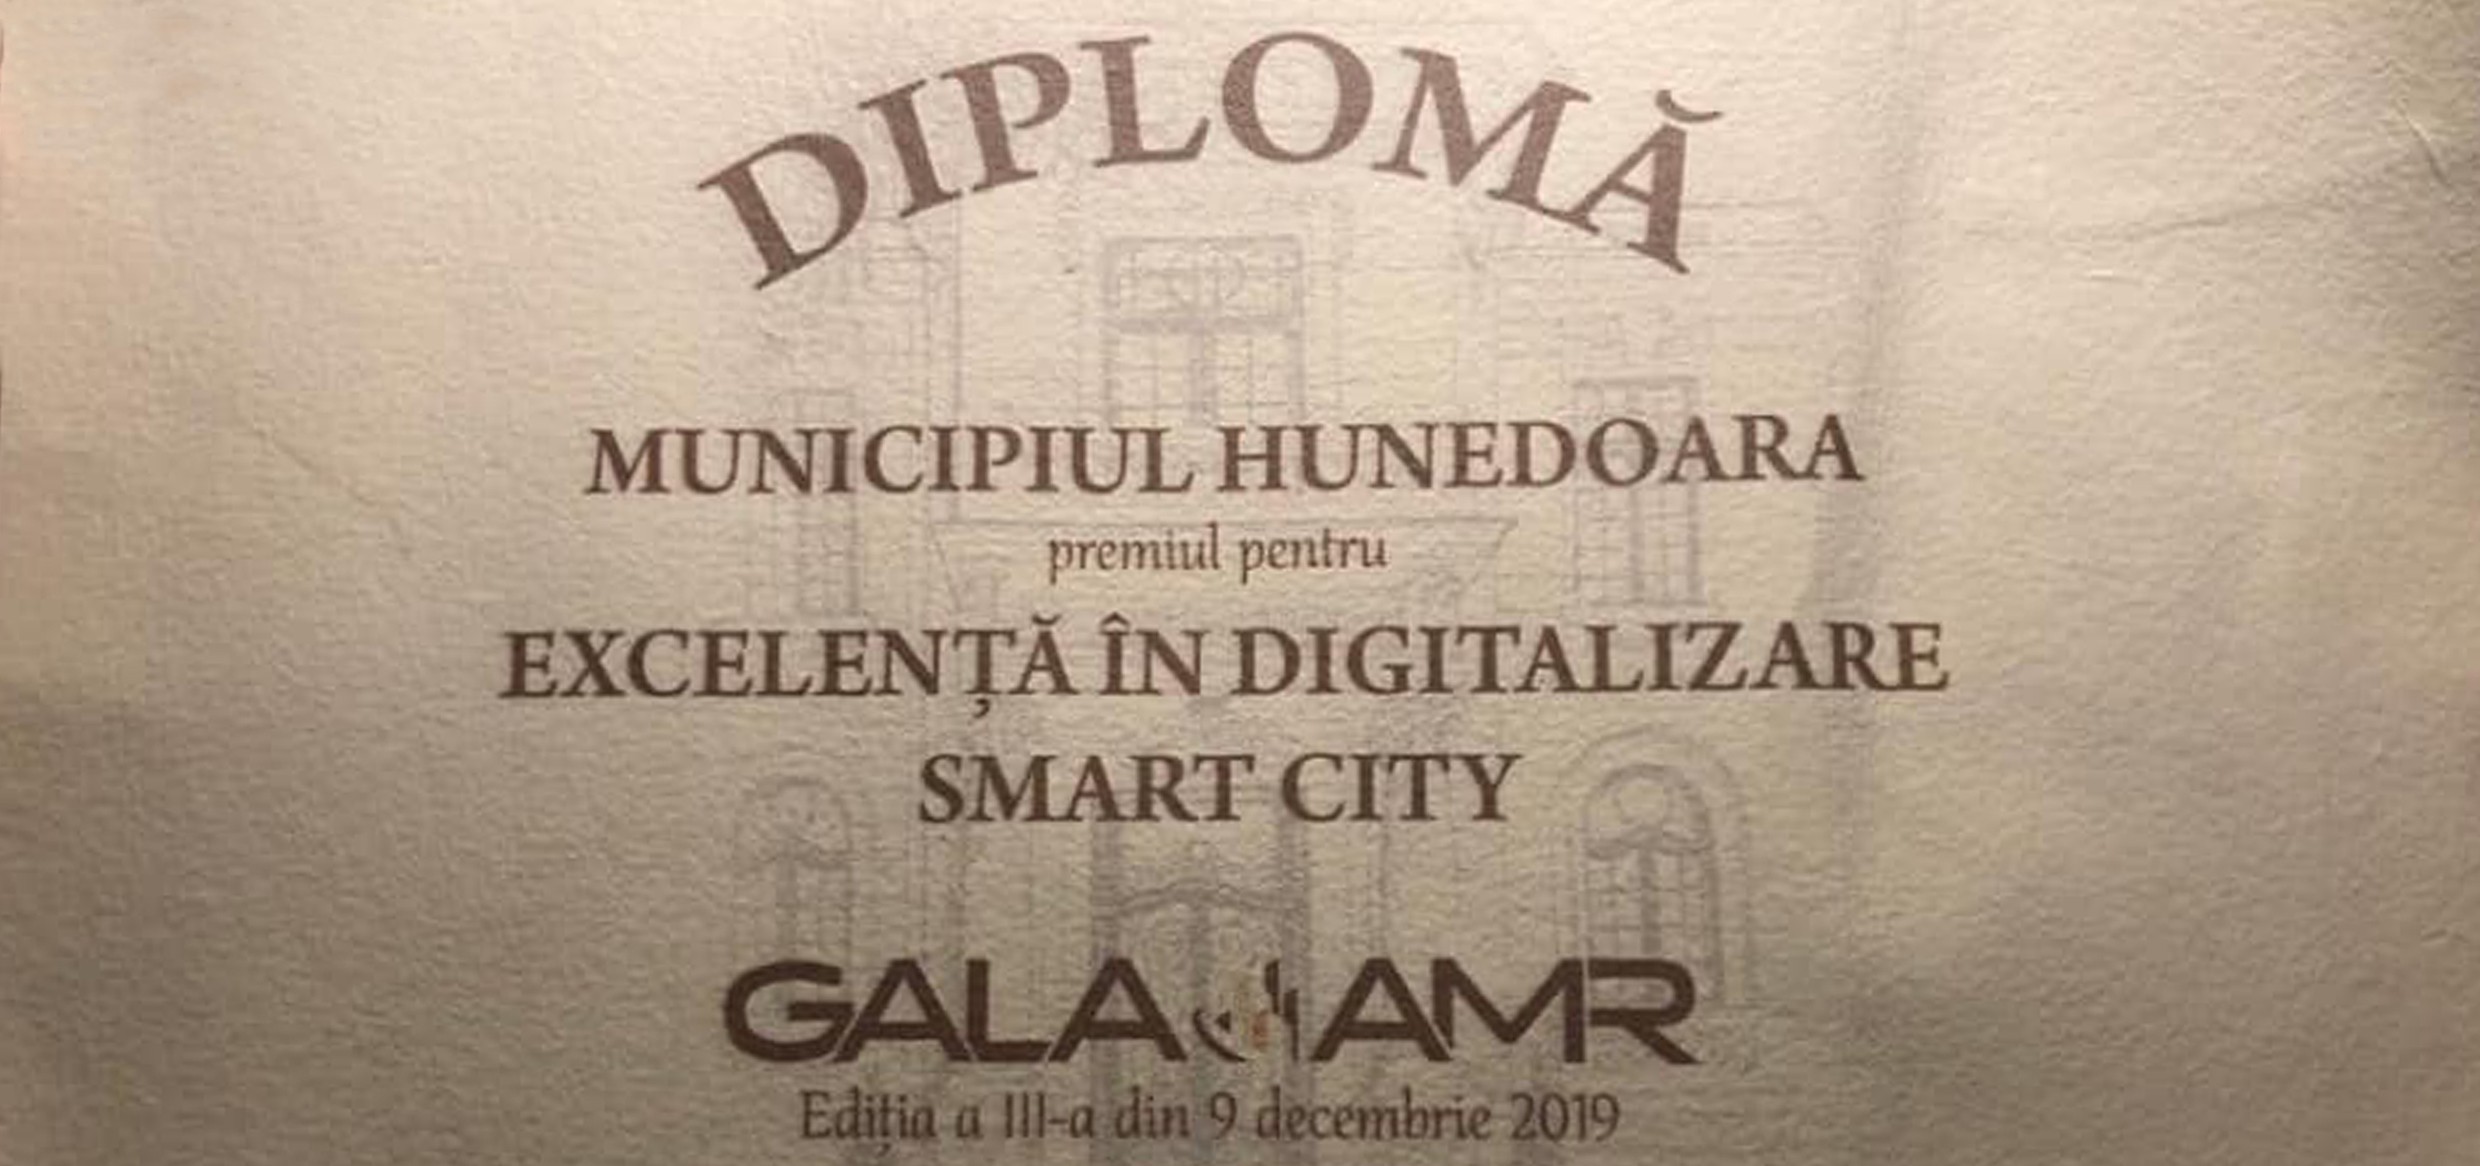 DIPLOMĂ
MUNICIPIUL HUNEDOARA
premiul pentru
EXCELENȚĂ ÎN DIGITALIZARE
SMART CITY
GALA AMR
Ediția a III-a din 9 decembrie 2019